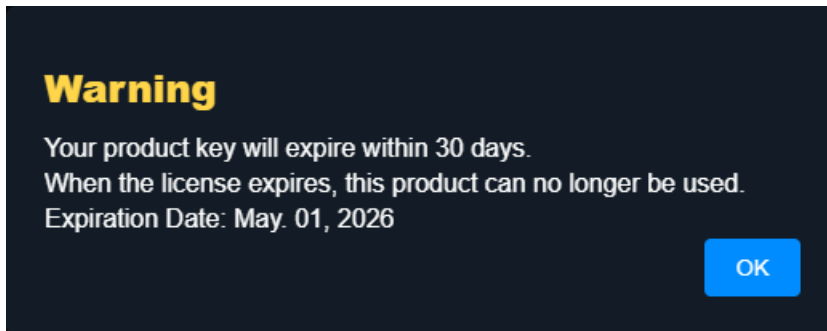 Warning
Your product key will expire within 30 days.
When the license expires, this product can no longer be used.
Expiration Date: May. 01, 2026
OK